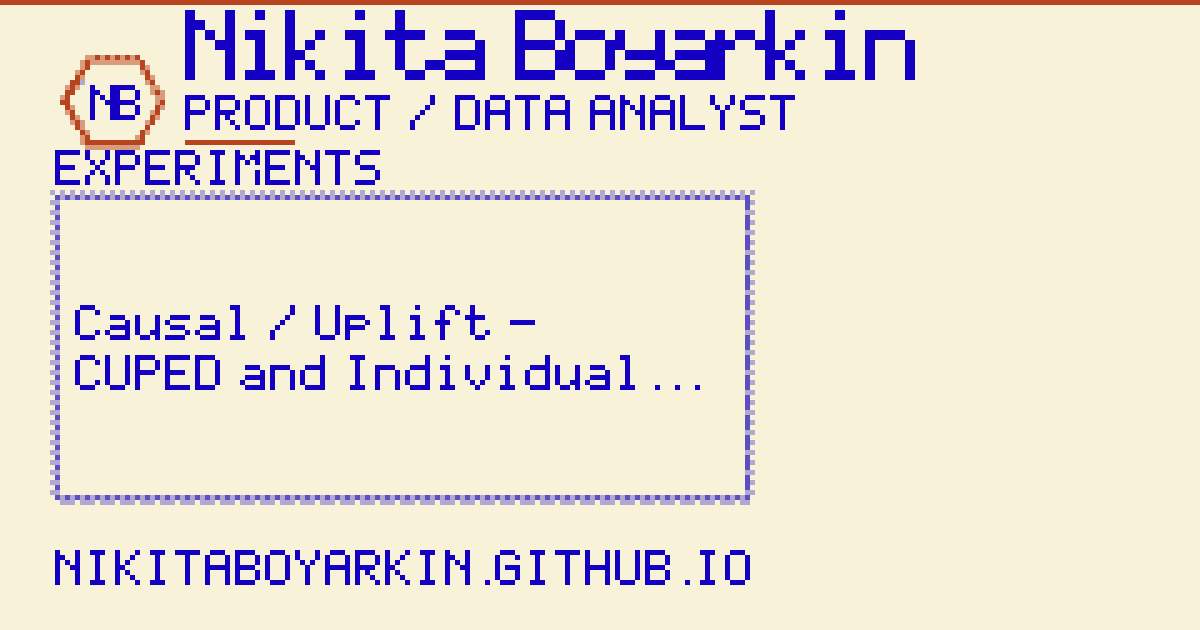 Nikita Boyarkin
NB
PRODUCT / DATA ANALYST
EXPERIMENTS
Causal / Uplift –
CUPED and Individual...
NIKITABOYARKIN.GITHUB.IO